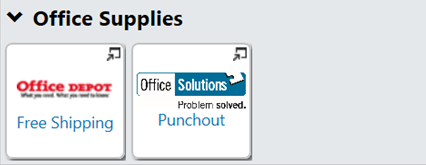 Office Supplies
Office DEPOT
What you need. What you need to know.
Free Shipping
Office Solutions
Problem solved.
Punchout